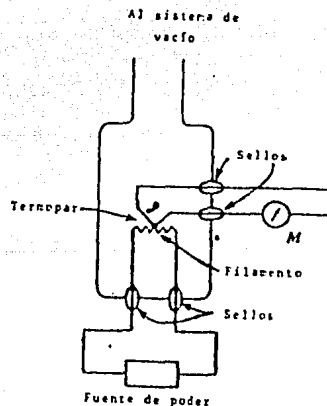 Al sistema de
vacío
Sellos
Termopar
M
Filamento
Sellos
Fuente de poder